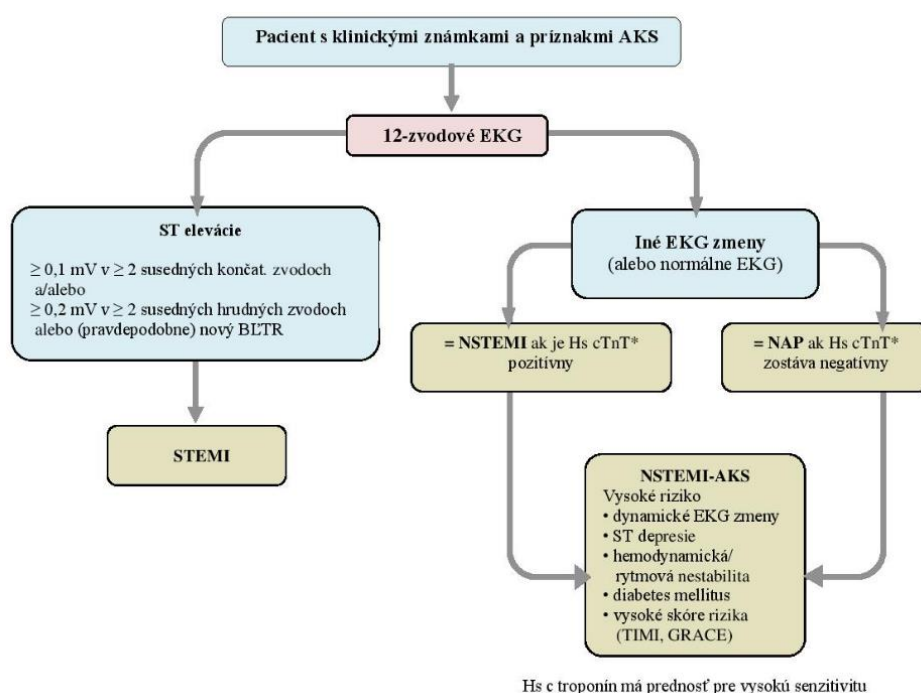 Pacient s klinickými známkami a príznakmi AKS
12-zvodové EKG
ST elevácie
≥ 0,1 mV v ≥ 2 susedných končat. zvodoch
a/alebo
≥ 0,2 mV v ≥ 2 susedných hrudných zvodoch
alebo (pravdepodobne) nový BĽTR
STEMI
Iné EKG zmeny
(alebo normálne EKG)
= NSTEMI ak je Hs cTnT*
pozitívny
= NAP ak Hs cTnT*
zostáva negatívny
NSTEMI-AKS
Vysoké riziko
• dynamické EKG zmeny
• ST depresie
• hemodynamická/
rytmová nestabilita
• diabetes mellitus
• vysoké skóre rizika
(TIMI, GRACE)
Hs c troponín má prednosť pre vysokú senzitivitu